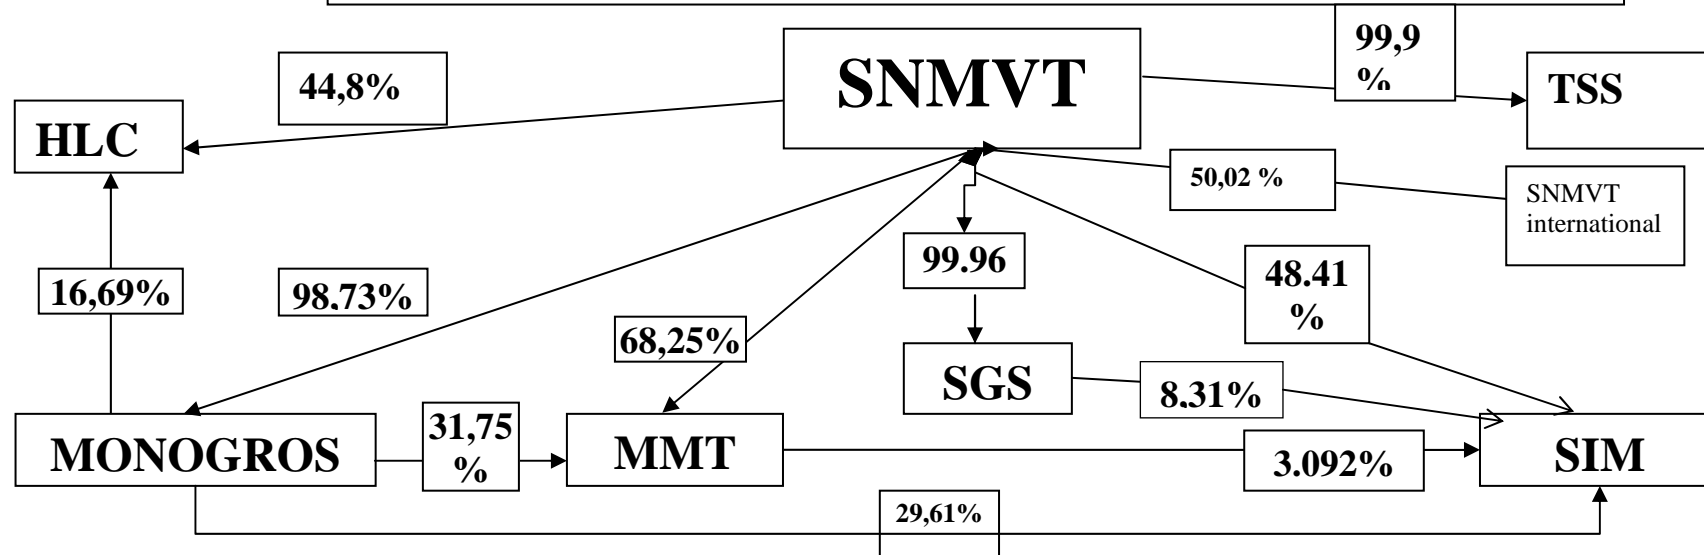 99,9
%
SNMVT
TSS
44,8%
HLC
50,02 %
SNMVT
international
99.96
48.41
%
16,69%
98,73%
68,25%
SGS
8,31%
31,75
%
MONOGROS
MMT
3.092%
SIM
29,61%